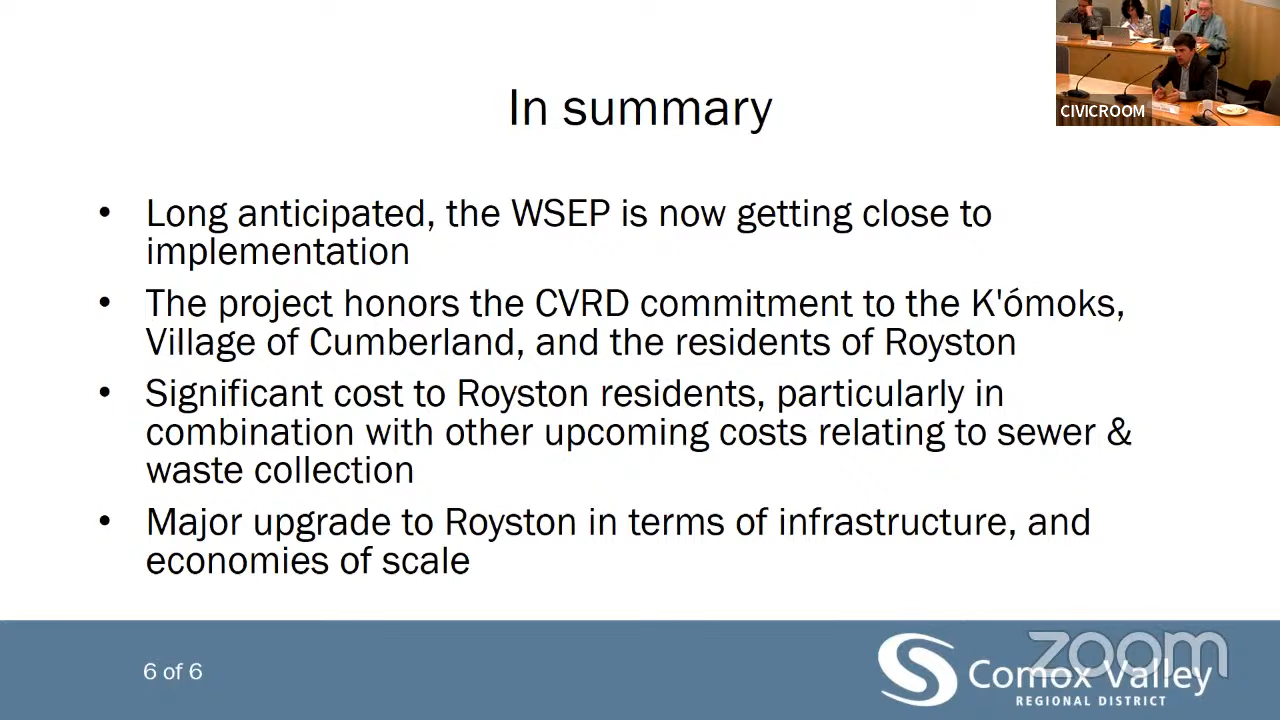 CIVICROOM
In summary
• Long anticipated, the WSEP is now getting close to
implementation
• The project honors the CVRD commitment to the K'ómoks,
Village of Cumberland, and the residents of Royston
• Significant cost to Royston residents, particularly in
combination with other upcoming costs relating to sewer &
waste collection
• Major upgrade to Royston in terms of infrastructure, and
economies of scale
6 of 6
zoom
Comox Valley
REGIONAL DISTRICT